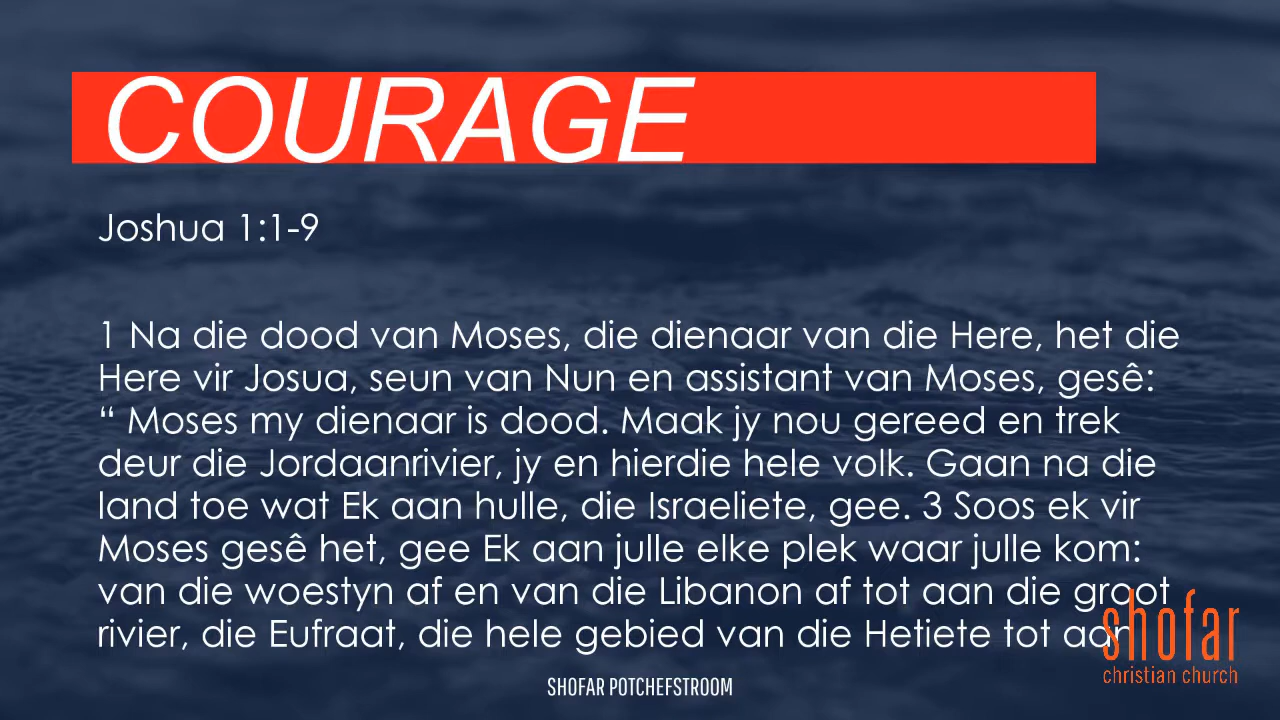 COURAGE
Joshua 1:1-9
1 Na die dood van Moses, die dienaar van die Here, het die
Here vir Josua, seun van Nun en assistant van Moses, gesê:
“ Moses my dienaar is dood. Maak jy nou gereed en trek
deur die Jordaanrivier, jy en hierdie hele volk. Gaan na die
land toe wat Ek aan hulle, die Israeliete, gee. 3 Soos ek vir
Moses gesê het, gee Ek aan julle elke plek waar julle kom:
van die woestyn af en van die Libanon af tot aan die groot
rivier, die Eufraat, die hele gebied van die Hetiete tot aan
shofar
christian church
SHOFAR POTCHEFSTROOM